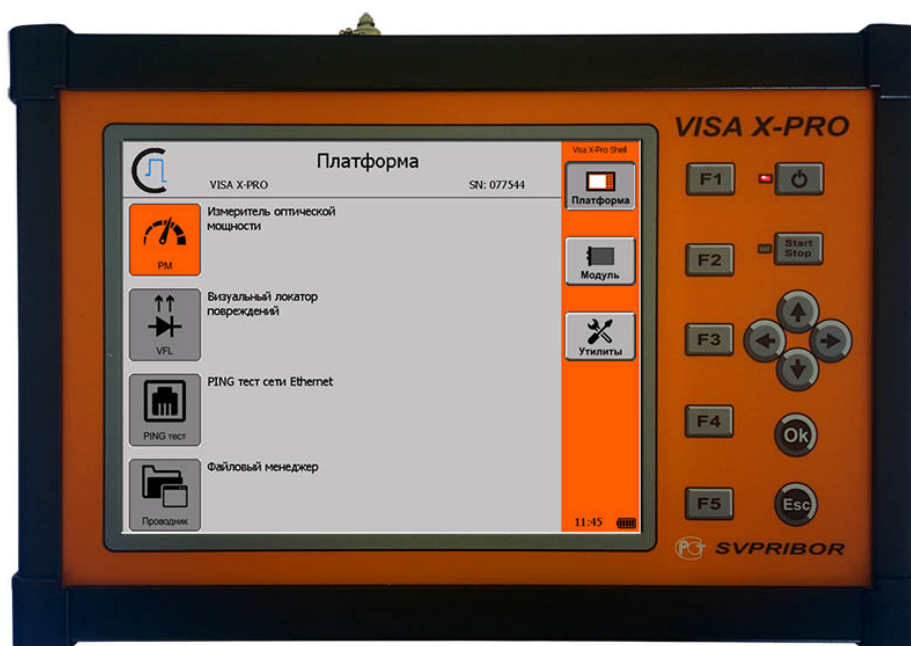 VISA X-PRO
Visa X-Pro Shell
Платформа
VISA X-PRO
SN: 077544
Платформа
Измеритель оптической
мощности
PM
Модуль
Визуальный локатор
повреждений
VFL
Утилиты
PING тест сети Ethernet
PING тест
Файловый менеджер
Проводник
11:45
F1
F2
Start
Stop
F3
F4
Ok
F5
Esc
РСТ SVPRIBOR